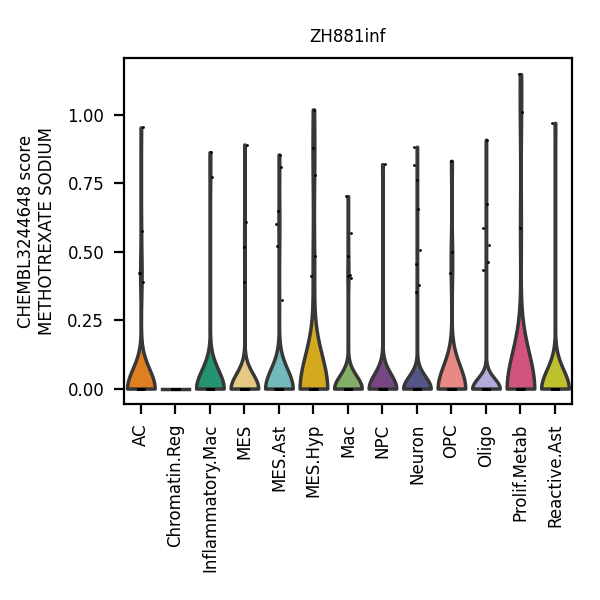 ZH881inf
CHEMBL3244648 score
METHOTREXATE SODIUM
1.00
0.75
0.50
0.25
0.00
AC
Chromatin.Reg
Inflammatory.Mac
MES
MES.Ast
MES.Hyp
Mac
NPC
Neuron
OPC
Oligo
Prolif.Metab
Reactive.Ast